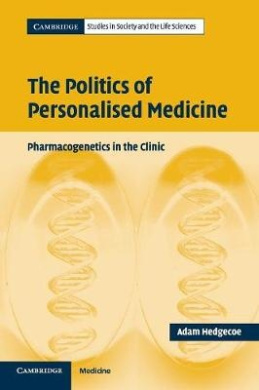 CAMBRIDGE
Studies in Society and the Life Sciences
The Politics of
Personalised Medicine
Pharmacogenetics in the Clinic
Adam Hedgecoe
CAMBRIDGE
Medicine